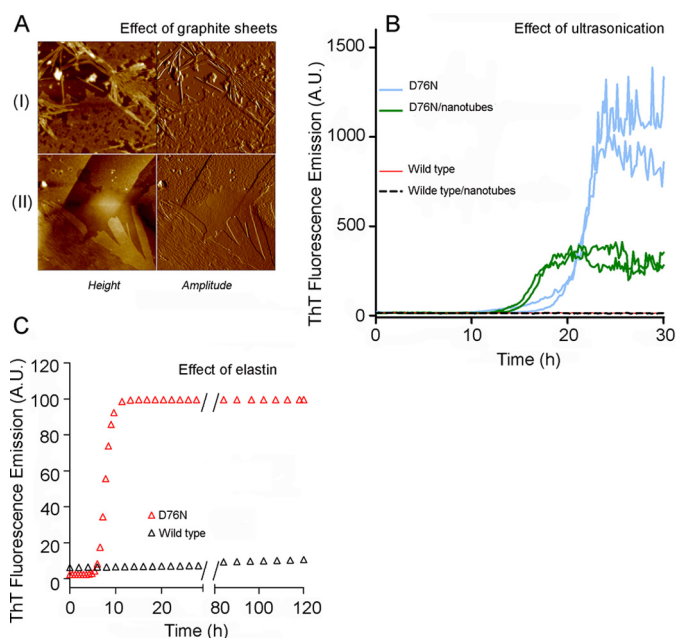 A
Effect of graphite sheets
(I)
(II)
Height
Amplitude
B
Effect of ultrasonication
ThT Fluorescence Emission (A.U.)
1500
1000
500
0
D76N
D76N/nanotubes
Wild type
Wilde type/nanotubes
0
10
20
30
Time (h)
C
Effect of elastin
ThT Fluorescence Emission (A.U.)
120
100
80
60
40
20
0
D76N
Wild type
0
10
20
80
100
120
Time (h)